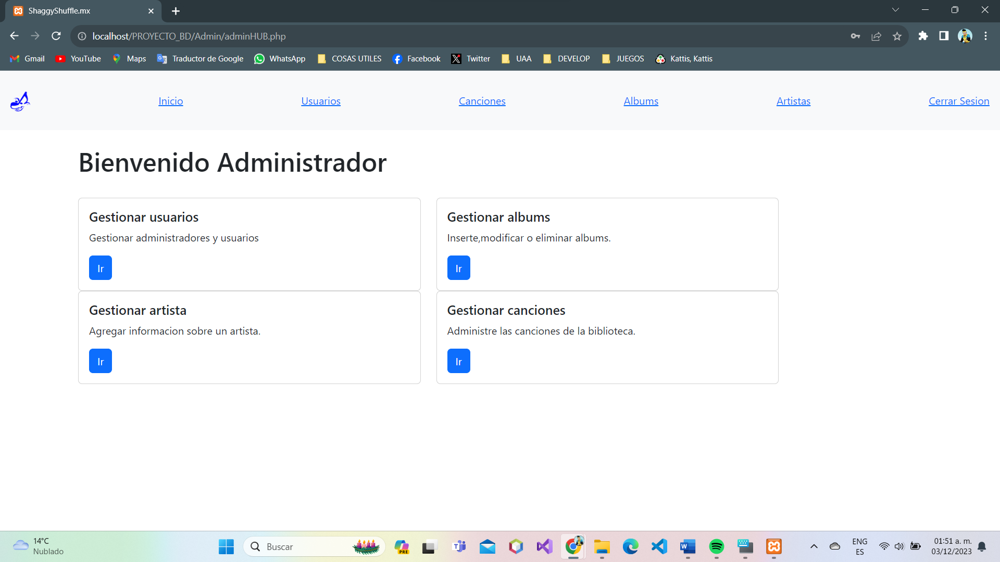 ShaggyShuffle.mx
localhost/PROYECTO_BD/Admin/adminHUB.php
Gmail YouTube Maps Traductor de Google WhatsApp COSAS UTILES Facebook Twitter UAA DEVELOP JUEGOS Kattis, Kattis
Inicio Usuarios Canciones Albums Artistas Cerrar Sesion
Bienvenido Administrador
Gestionar usuarios
Gestionar administradores y usuarios
Ir
Gestionar albums
Inserte,modificar o eliminar albums.
Ir
Gestionar artista
Agregar informacion sobre un artista.
Ir
Gestionar canciones
Administre las canciones de la biblioteca.
Ir
14°C
Nublado
Buscar
PRE
ENG
ES
01:51 a. m.
03/12/2023